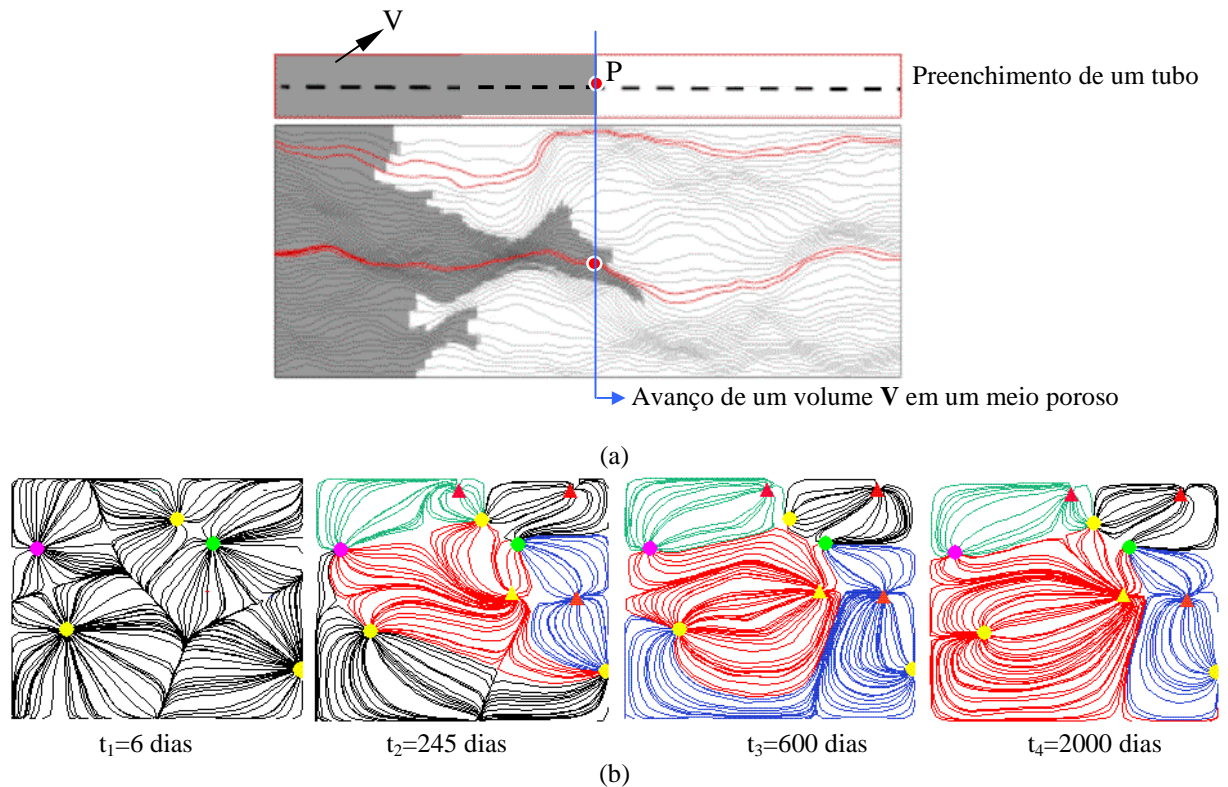 V
P
Preenchimento de um tubo
Avanço de um volume V em um meio poroso
(a)
t₁=6 dias
t₂=245 dias
t₃=600 dias
t₄=2000 dias
(b)